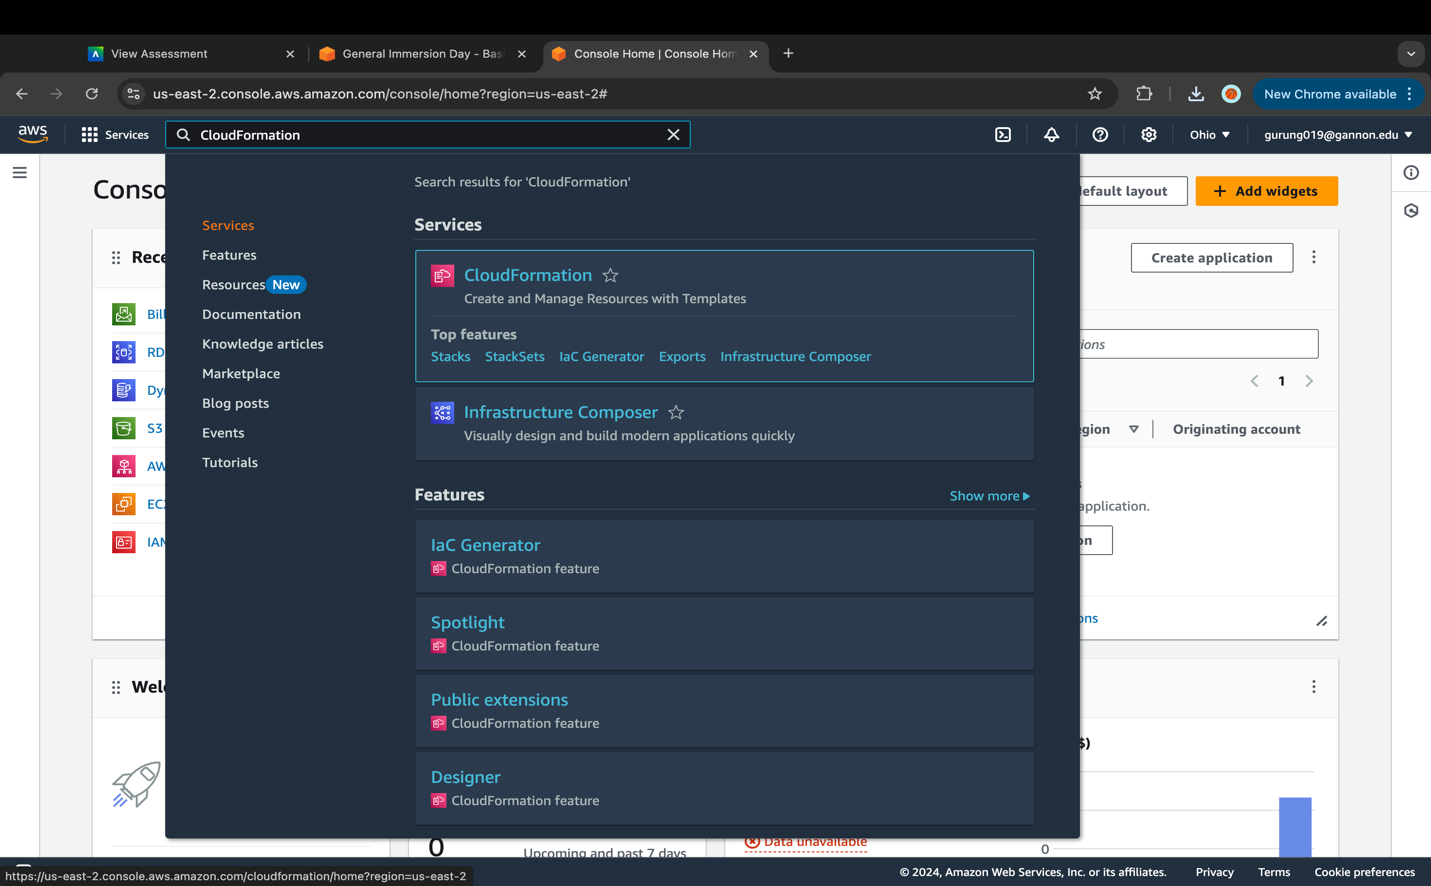 View Assessment
General Immersion Day - Bas
Console Home | Console Hom
us-east-2.console.aws.amazon.com/console/home?region=us-east-2#
New Chrome available
aws
Services
CloudFormation
Ohio
gurung019@gannon.edu
Conso
efault layout
Add widgets
Search results for 'CloudFormation'
Services
Features
Resources New
Documentation
Knowledge articles
Marketplace
Blog posts
Events
Tutorials
Services
CloudFormation
Create and Manage Resources with Templates
Top features
Stacks StackSets IaC Generator Exports Infrastructure Composer
Infrastructure Composer
Visually design and build modern applications quickly
Features
Show more
IaC Generator
CloudFormation feature
Spotlight
CloudFormation feature
Public extensions
CloudFormation feature
Designer
CloudFormation feature
Rece
Bil
RD
Dy
S3
AW
EC
IAM
Create application
ions
1
egion
Originating account
s
application.
on
ons
Welc
$)
0
Upcoming and past 7 days
Data unavailable
0
https://us-east-2.console.aws.amazon.com/cloudformation/home?region=us-east-2
© 2024, Amazon Web Services, Inc. or its affiliates.
Privacy
Terms
Cookie preferences